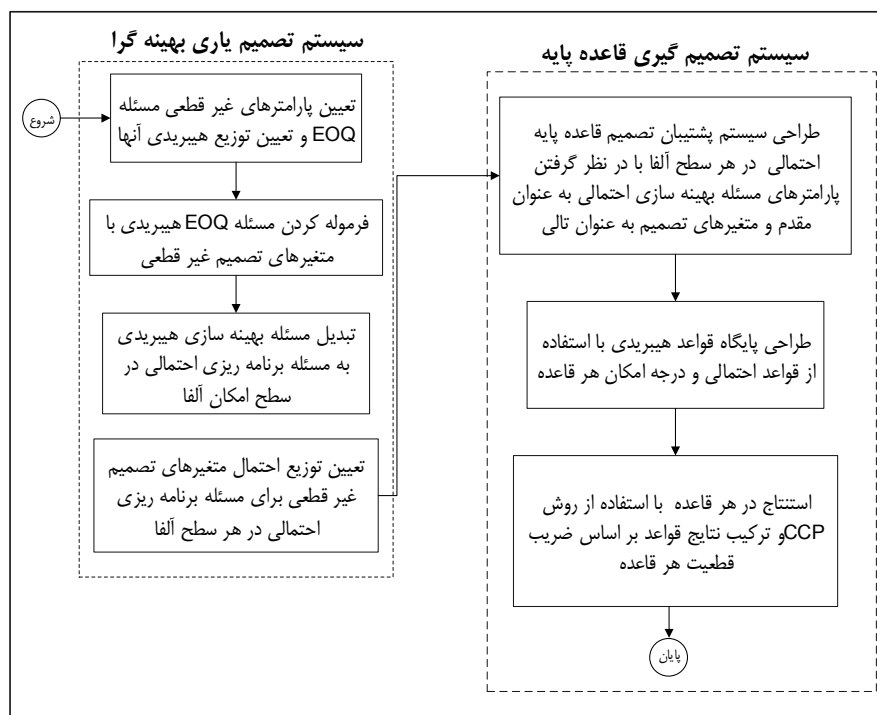 سیستم تصمیم یاری بهینه گرا
شروع
تعیین پارامترهای غیر قطعی مسئله
EOQ و تعیین توزیع هیبریدی آنها
فرموله کردن مسئله EOQ هیبریدی با
متغیرهای تصمیم غیر قطعی
تبدیل مسئله بهینه سازی هیبریدی
به مسئله برنامه ریزی احتمالی در
سطح امکان آلفا
تعیین توزیع احتمال متغیرهای تصمیم
غیر قطعی برای مسئله برنامه ریزی
احتمالی در هر سطح آلفا
سیستم تصمیم گیری قاعده پایه
طراحی سیستم پشتیبان تصمیم قاعده پایه
احتمالی در هر سطح آلفا با در نظر گرفتن
پارامترهای مسئله بهینه سازی احتمالی به عنوان
مقدم و متغیرهای تصمیم به عنوان تالی
طراحی پایگاه قواعد هیبریدی با استفاده
از قواعد احتمالی و درجه امکان هر قاعده
استنتاج در هر قاعده با استفاده از روش
CCPو ترکیب نتایج قواعد بر اساس ضریب
قطعیت هر قاعده
پایان